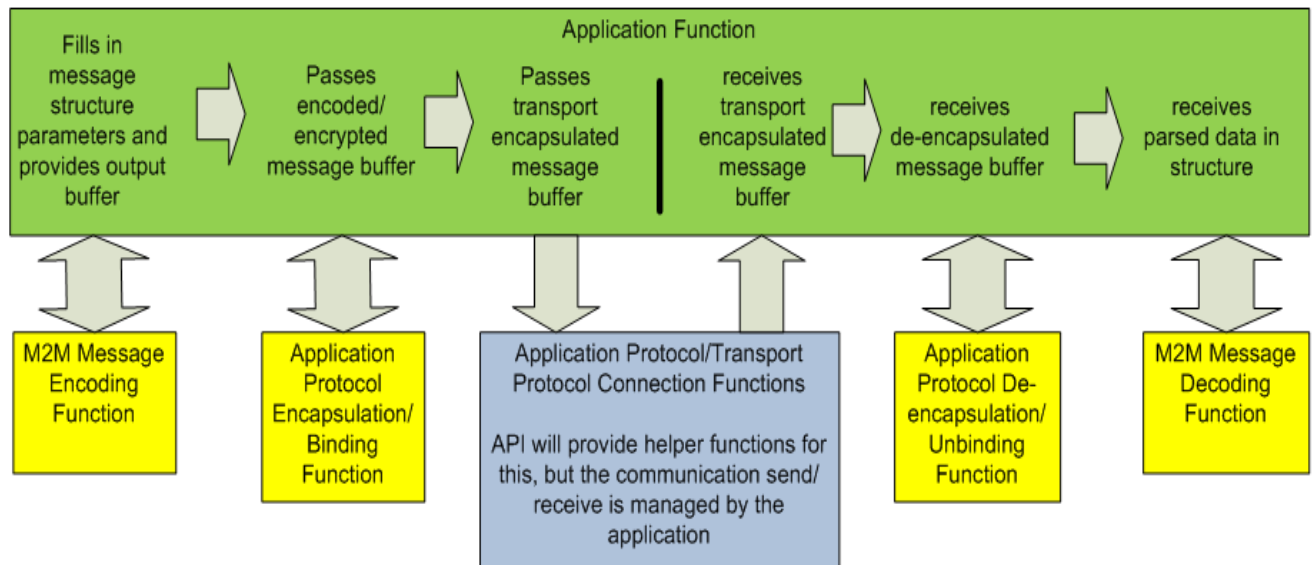 Application Function
Fills in
message
structure
parameters and
provides output
buffer
Passes
encoded/
encrypted
message buffer
Passes
transport
encapsulated
message
buffer
receives
transport
encapsulated
message
buffer
receives
de-encapsulated
message buffer
receives
parsed data in
structure
M2M Message
Encoding
Function
Application
Protocol
Encapsulation/
Binding
Function
Application Protocol/Transport
Protocol Connection Functions
API will provide helper functions for
this, but the communication send/
receive is managed by the
application
Application
Protocol De-
encapsulation/
Unbinding
Function
M2M Message
Decoding
Function